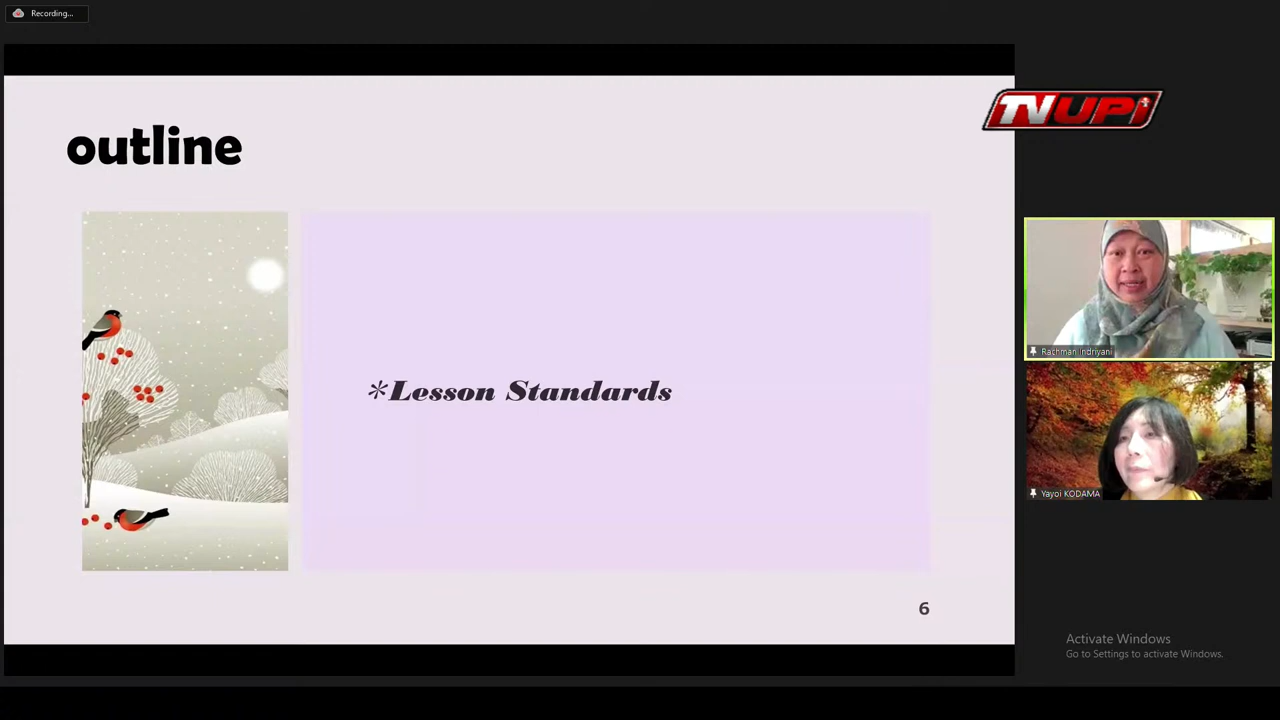 Recording...
outline
TVUPI
*Lesson Standards
Rachman Indriyani
Yayoi KODAMA
6
Activate Windows
Go to Settings to activate Windows.